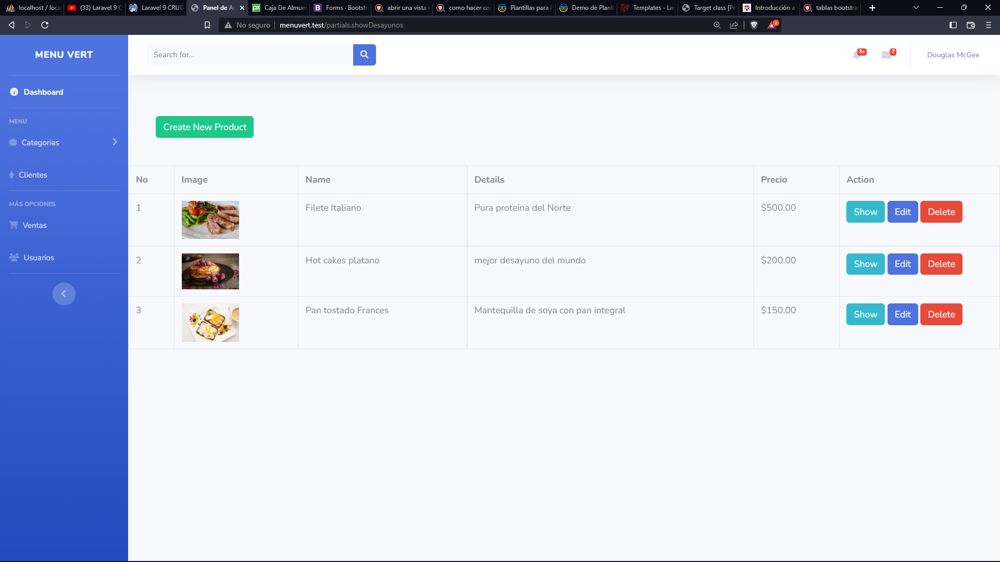 localhost / loca
(33) Laravel 9 C
Laravel 9 CRUD
Panel de Ac
Caja De Almuer
Forms · Bootstr
abrir una vista
como hacer co
Plantillas para
Demo de Planti
Templates - La
Target class [Pr
Introducción a
tablas bootstra
No seguro
menuvert.test/partials.showDesayunos
2
MENU VERT
Search for...
3+
7
Douglas McGee
Dashboard
MENU
Categorias
Clientes
MÁS OPCIONES
Ventas
Usuarios
Create New Product
No Image Name Details Precio Action
1 Filete Italiano Pura proteina del Norte $500.00 Show Edit Delete
2 Hot cakes platano mejor desayuno del mundo $200.00 Show Edit Delete
3 Pan tostado Frances Mantequilla de soya con pan integral $150.00 Show Edit Delete